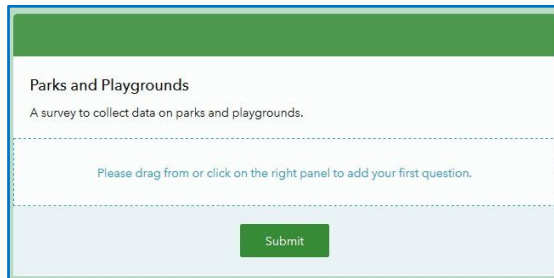 Parks and Playgrounds
A survey to collect data on parks and playgrounds.
Please drag from or click on the right panel to add your first question.
Submit